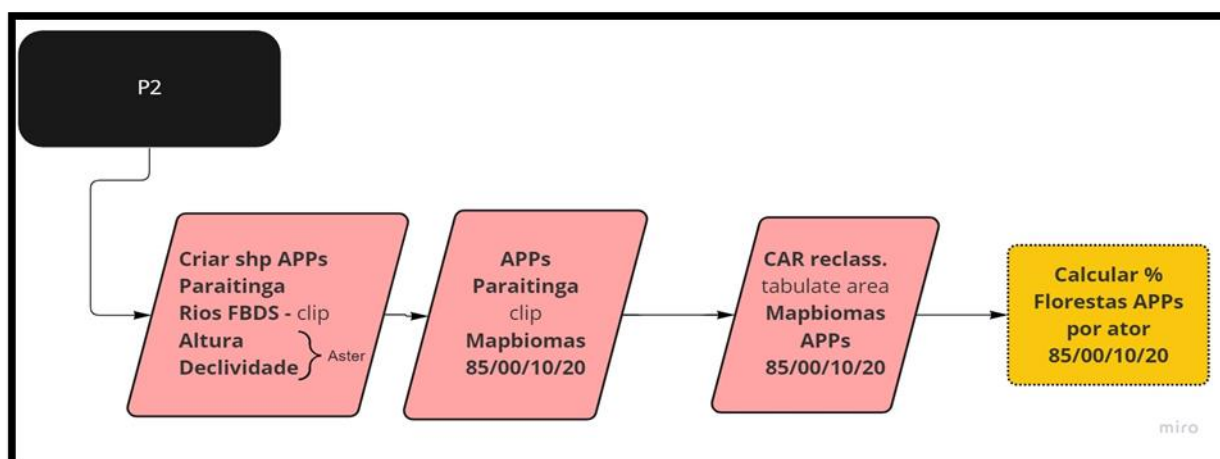 P2
Criar shp APPs
Paraitinga
Rios FBDS - clip
Altura
Declividade
Aster
APPs
Paraitinga
clip
Mapbiomas
85/00/10/20
CAR reclass.
tabulate area
Mapbiomas
APPs
85/00/10/20
Calcular %
Florestas APPs
por ator
85/00/10/20
miro